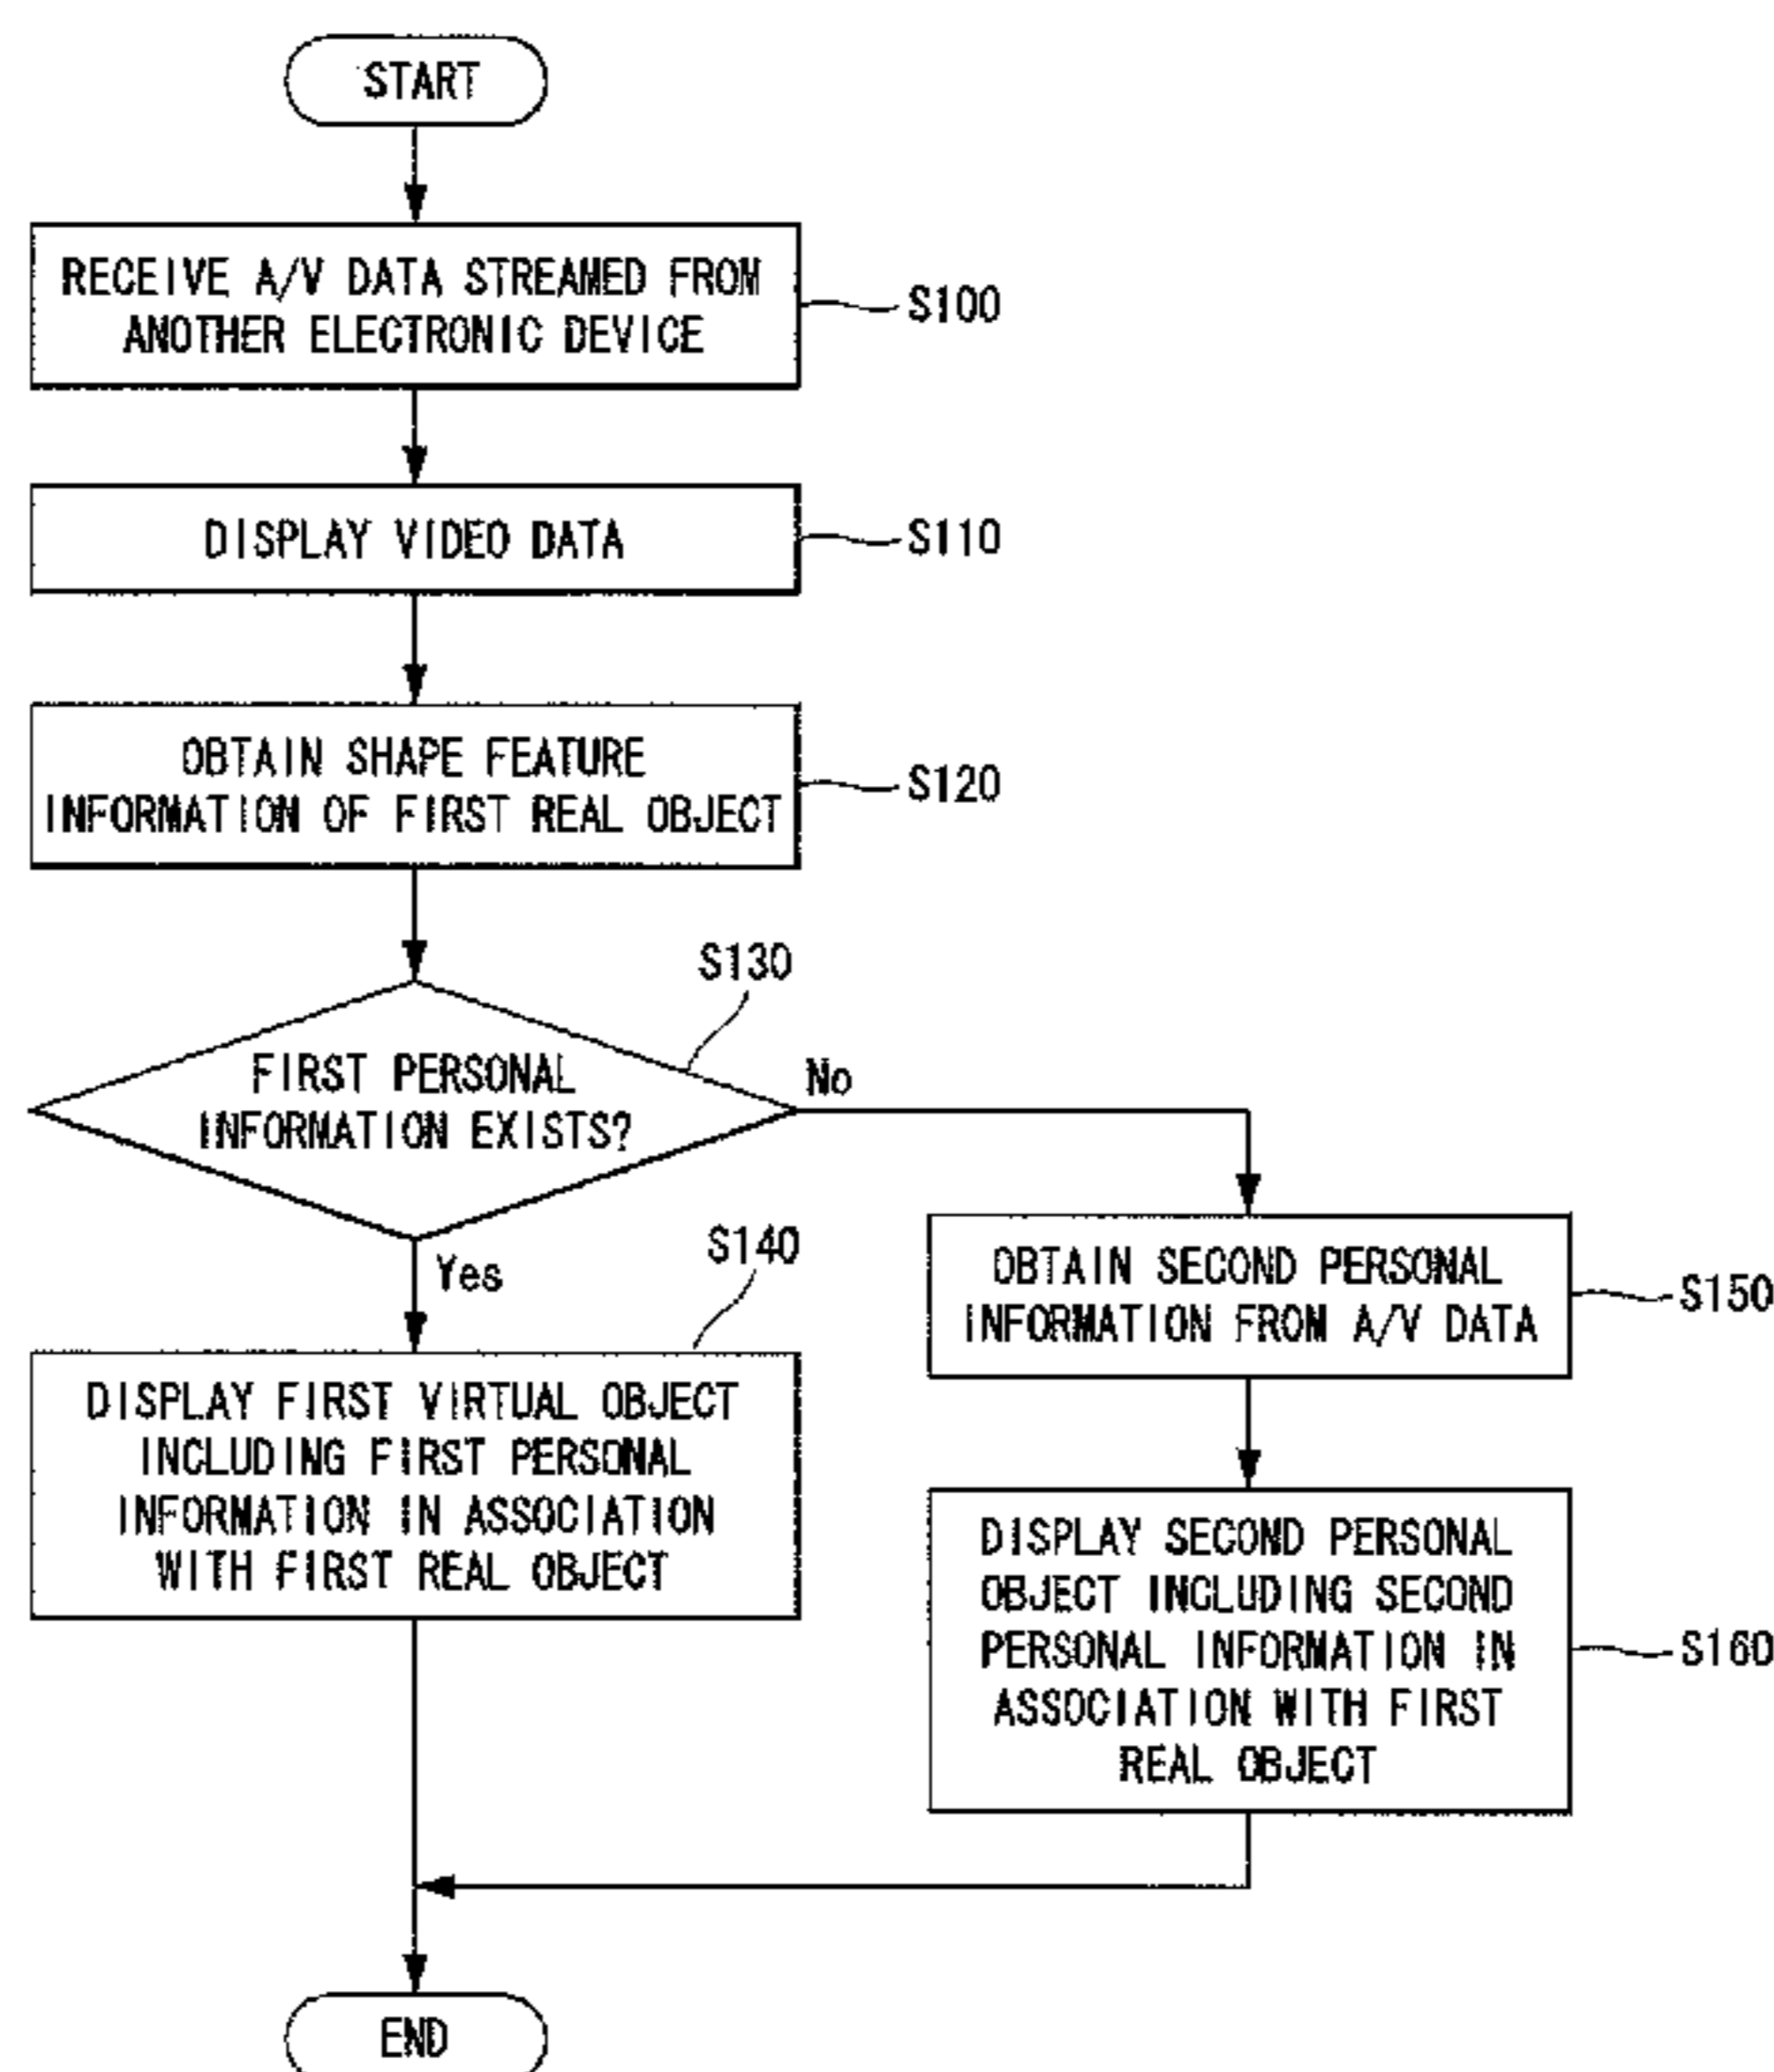 START
RECEIVE A/V DATA STREAMED FROM
ANOTHER ELECTRONIC DEVICE
S100
DISPLAY VIDEO DATA
S110
OBTAIN SHAPE FEATURE
INFORMATION OF FIRST REAL OBJECT
S120
S130
FIRST PERSONAL
INFORMATION EXISTS?
No
Yes
S140
DISPLAY FIRST VIRTUAL OBJECT
INCLUDING FIRST PERSONAL
INFORMATION IN ASSOCIATION
WITH FIRST REAL OBJECT
OBTAIN SECOND PERSONAL
INFORMATION FROM A/V DATA
S150
DISPLAY SECOND PERSONAL
OBJECT INCLUDING SECOND
PERSONAL INFORMATION IN
ASSOCIATION WITH FIRST
REAL OBJECT
S160
END